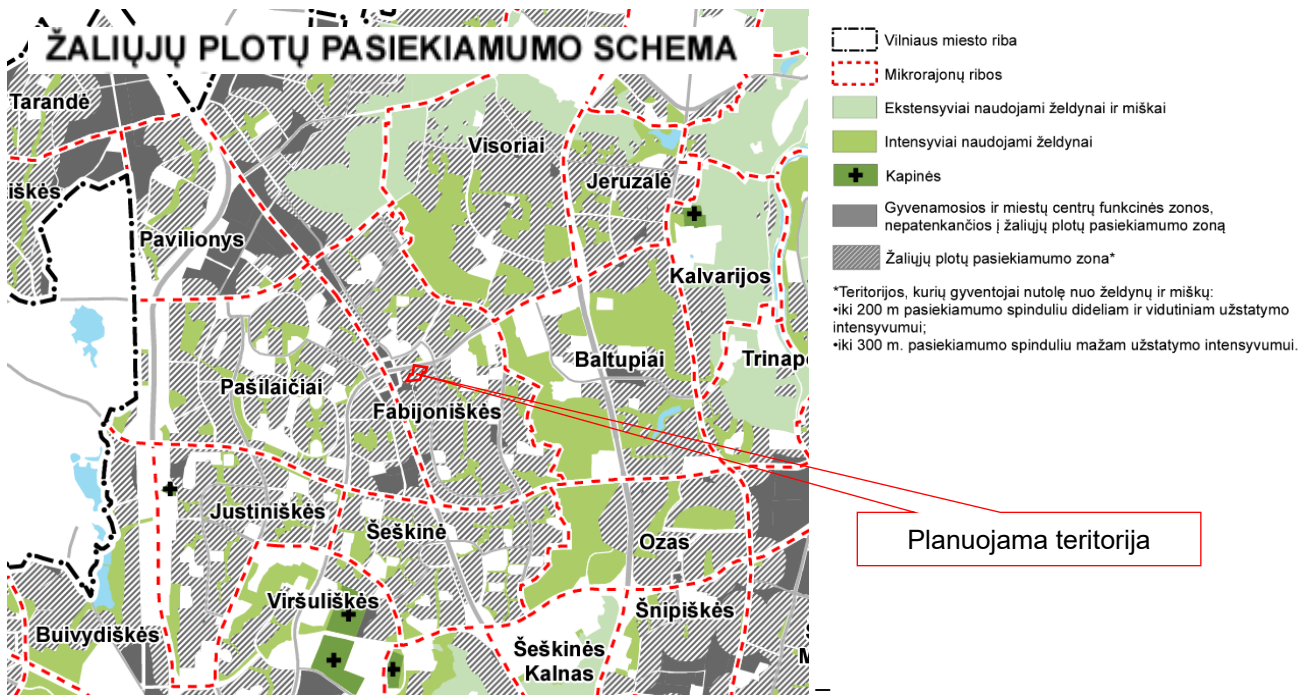 ŽALIŲJŲ PLOTŲ PASIEKIAMUMO SCHEMA
Tarandė
Visoriai
Jeruzalė
iškės
Pavilionys
Kalvarijos
Baltupiai
Trinap
Pašilaičiai
Fabijoniškės
Justiniškės
Šeškinė
Ozas
Viršuliškės
Šnipiškės
Buivydiškės
Šeškinės
Kalnas
M
Vilniaus miesto riba
Mikrorajonų ribos
Ekstensyviai naudojami želdynai ir miškai
Intensyviai naudojami želdynai
Kapinės
Gyvenamosios ir miestų centrų funkcinės zonos,
nepatenkančios į žaliųjų plotų pasiekiamumo zoną
Žaliųjų plotų pasiekiamumo zona*
*Teritorijos, kurių gyventojai nutolę nuo želdynų ir miškų:
•iki 200 m pasiekiamumo spinduliu dideliam ir vidutiniam užstatymo
intensyvumui;
•iki 300 m. pasiekiamumo spinduliu mažam užstatymo intensyvumui.
Planuojama teritorija